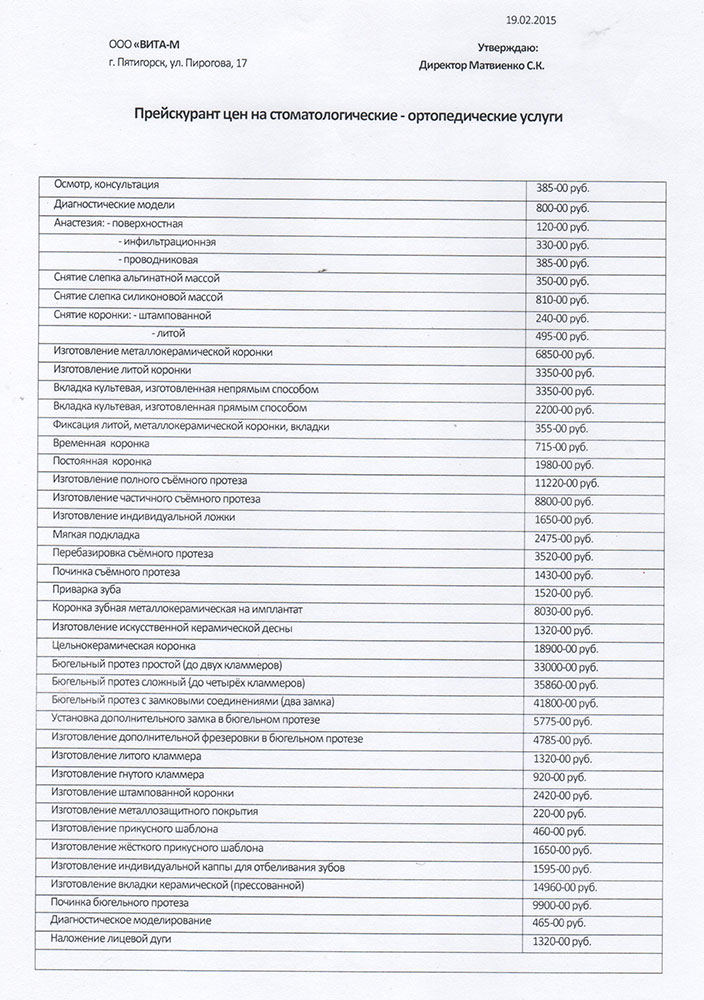 19.02.2015
ООО «ВИТА-М Утверждаю:
г. Пятигорск, ул. Пирогова, 17 Директор Матвиенко С.К.
Прейскурант цен на стоматологические - ортопедические услуги
Осмотр, консультация 385-00 руб.
Диагностические модели 800-00 руб.
Анастезия: - поверхностная 120-00 руб.
- инфильтрационнэя 330-00 руб.
- проводниковая 385-00 руб.
Снятие слепка альгинатной массой 350-00 руб.
Снятие слепка силиконовой массой 810-00 руб.
Снятие коронки: - штампованной 240-00 руб.
- литой 495-00 руб.
Изготовление металлокерамической коронки 6850-00 руб.
Изготовление литой коронки 3350-00 руб.
Вкладка культевая, изготовленная непрямым способом 3350-00 руб.
Вкладка культевая, изготовленная прямым способом 2200-00 руб.
Фиксация литой, металлокерамической коронки, вкладки 355-00 руб.
Временная коронка 715-00 руб.
Постоянная коронка 1980-00 руб.
Изготовление полного съёмного протеза 11220-00 руб.
Изготовление частичного съёмного протеза 8800-00 руб.
Изготовление индивидуальной ложки 1650-00 руб.
Мягкая подкладка 2475-00 руб.
Перебазировка съёмного протеза 3520-00 руб.
Починка съёмного протеза 1430-00 руб.
Приварка зуба 1520-00 руб.
Коронка зубная металлокерамическая на имплантат 8030-00 руб.
Изготовление искусственной керамической десны 1320-00 руб.
Цельнокерамическая коронка 18900-00 руб.
Бюгельный протез простой (до двух кламмеров) 33000-00 руб.
Бюгельный протез сложный (до четырёх кламмеров) 35860-00 руб.
Бюгельный протез с замковыми соединениями (два замка) 41800-00 руб.
Установка дополнительного замка в бюгельном протезе 5775-00 руб.
Изготовление дополнительной фрезеровки в бюгельном протезе 4785-00 руб.
Изготовление литого кламмера 1320-00 руб.
Изготовление гнутого кламмера 920-00 руб.
Изготовление штампованной коронки 2420-00 руб.
Изготовление металлозащитного покрытия 220-00 руб.
Изготовление прикусного шаблона 460-00 руб.
Изготовление жёсткого прикусного шаблона 1650-00 руб.
Изготовление индивидуальной каппы для отбеливания зубов 1595-00 руб.
Изготовление вкладки керамической (прессованной) 14960-00 руб.
Починка бюгельного протеза 9900-00 руб.
Диагностическое моделирование 465-00 руб.
Наложение лицевой дуги 1320-00 руб.